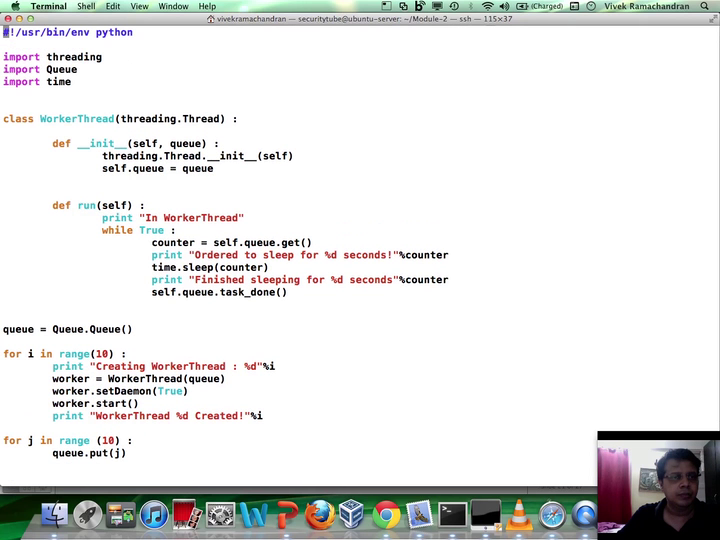 Terminal Shell Edit View Window Help (Charged) Vivek Ramachandran
vivekramachandran — securitytube@ubuntu-server: ~/Module-2 — ssh — 115×37
#!/usr/bin/env python
import threading
import Queue
import time
class WorkerThread(threading.Thread) :
def __init__(self, queue) :
threading.Thread.__init__(self)
self.queue = queue
def run(self) :
print "In WorkerThread"
while True :
counter = self.queue.get()
print "Ordered to sleep for %d seconds!"%counter
time.sleep(counter)
print "Finished sleeping for %d seconds"%counter
self.queue.task_done()
queue = Queue.Queue()
for i in range(10) :
print "Creating WorkerThread : %d"%i
worker = WorkerThread(queue)
worker.setDaemon(True)
worker.start()
print "WorkerThread %d Created!"%i
for j in range (10) :
queue.put(j)